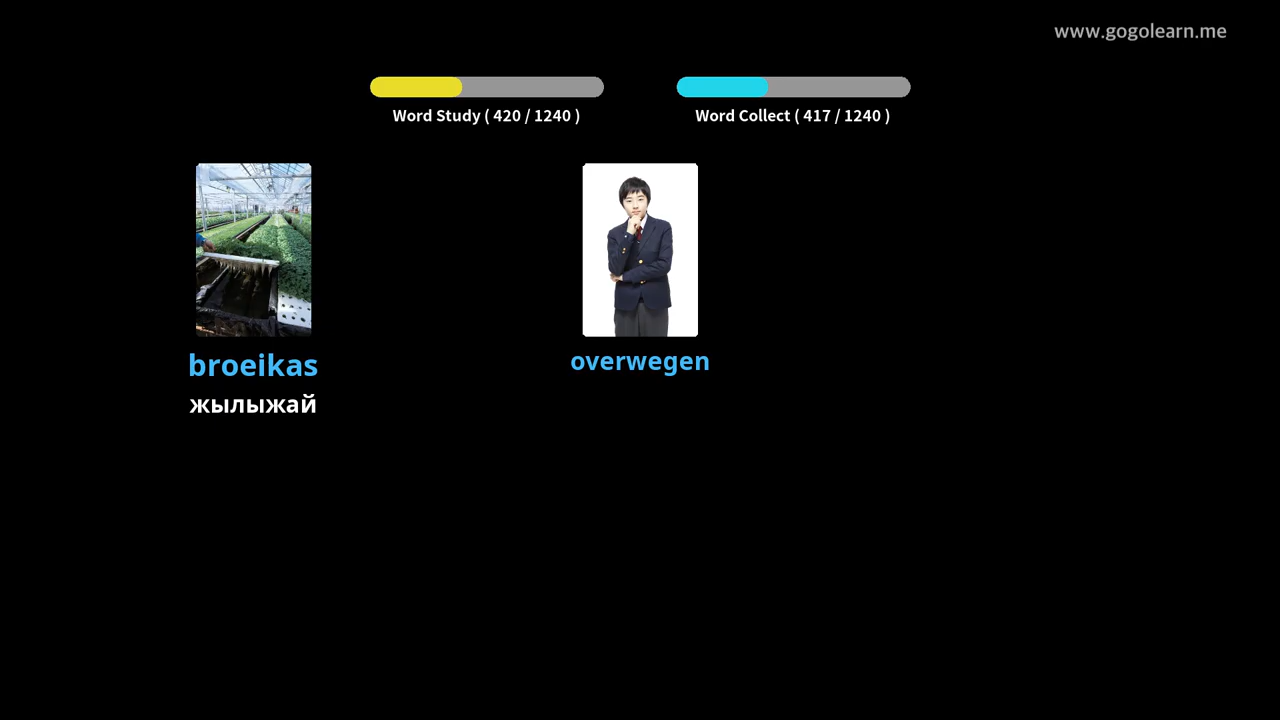 www.gogolearn.me
Word Study ( 420 / 1240 )
Word Collect ( 417 / 1240 )
broeikas
overwegen
жылыжай